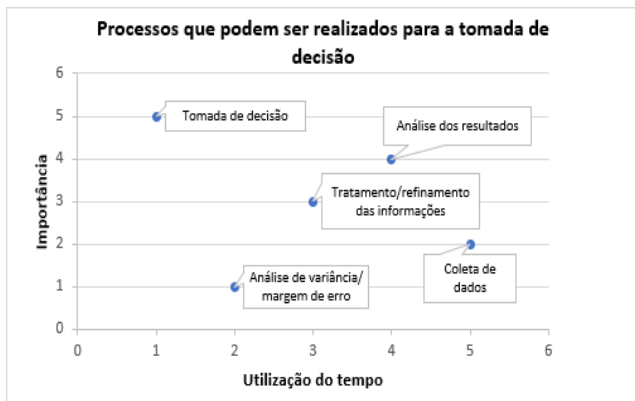 Processos que podem ser realizados para a tomada de
decisão
6
5
4
3
2
1
0
Importância
Tomada de decisão
Análise dos resultados
Tratamento/refinamento
das informações
Análise de variância/
margem de erro
Coleta de
dados
0 1 2 3 4 5 6
Utilização do tempo